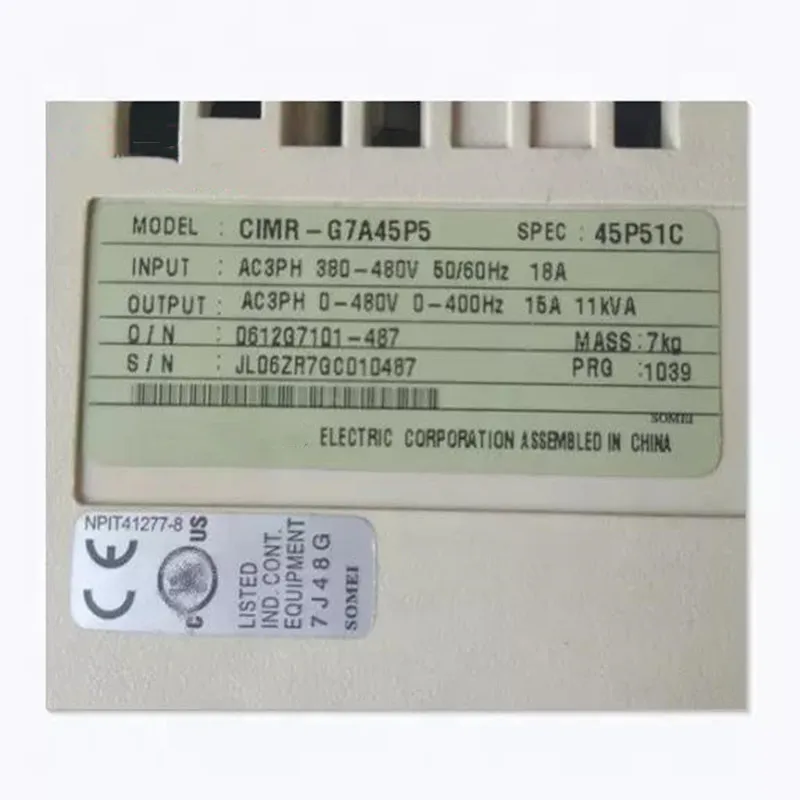 MODEL : CIMR-G7A45P5 SPEC : 45P51C
INPUT : AC3PH 380-480V 50/60Hz 18A
OUTPUT : AC3PH 0-480V 0-400Hz 15A 11kVA
O/N : 0612G7101-487 MASS : 7kg
S/N : JL06ZR7GC010487 PRG : 1039
SOMEI
ELECTRIC CORPORATION ASSEMBLED IN CHINA
NPIT41277-8
CE
C US
LISTED
IND. CONT.
EQUIPMENT
7J48G
SOMEI